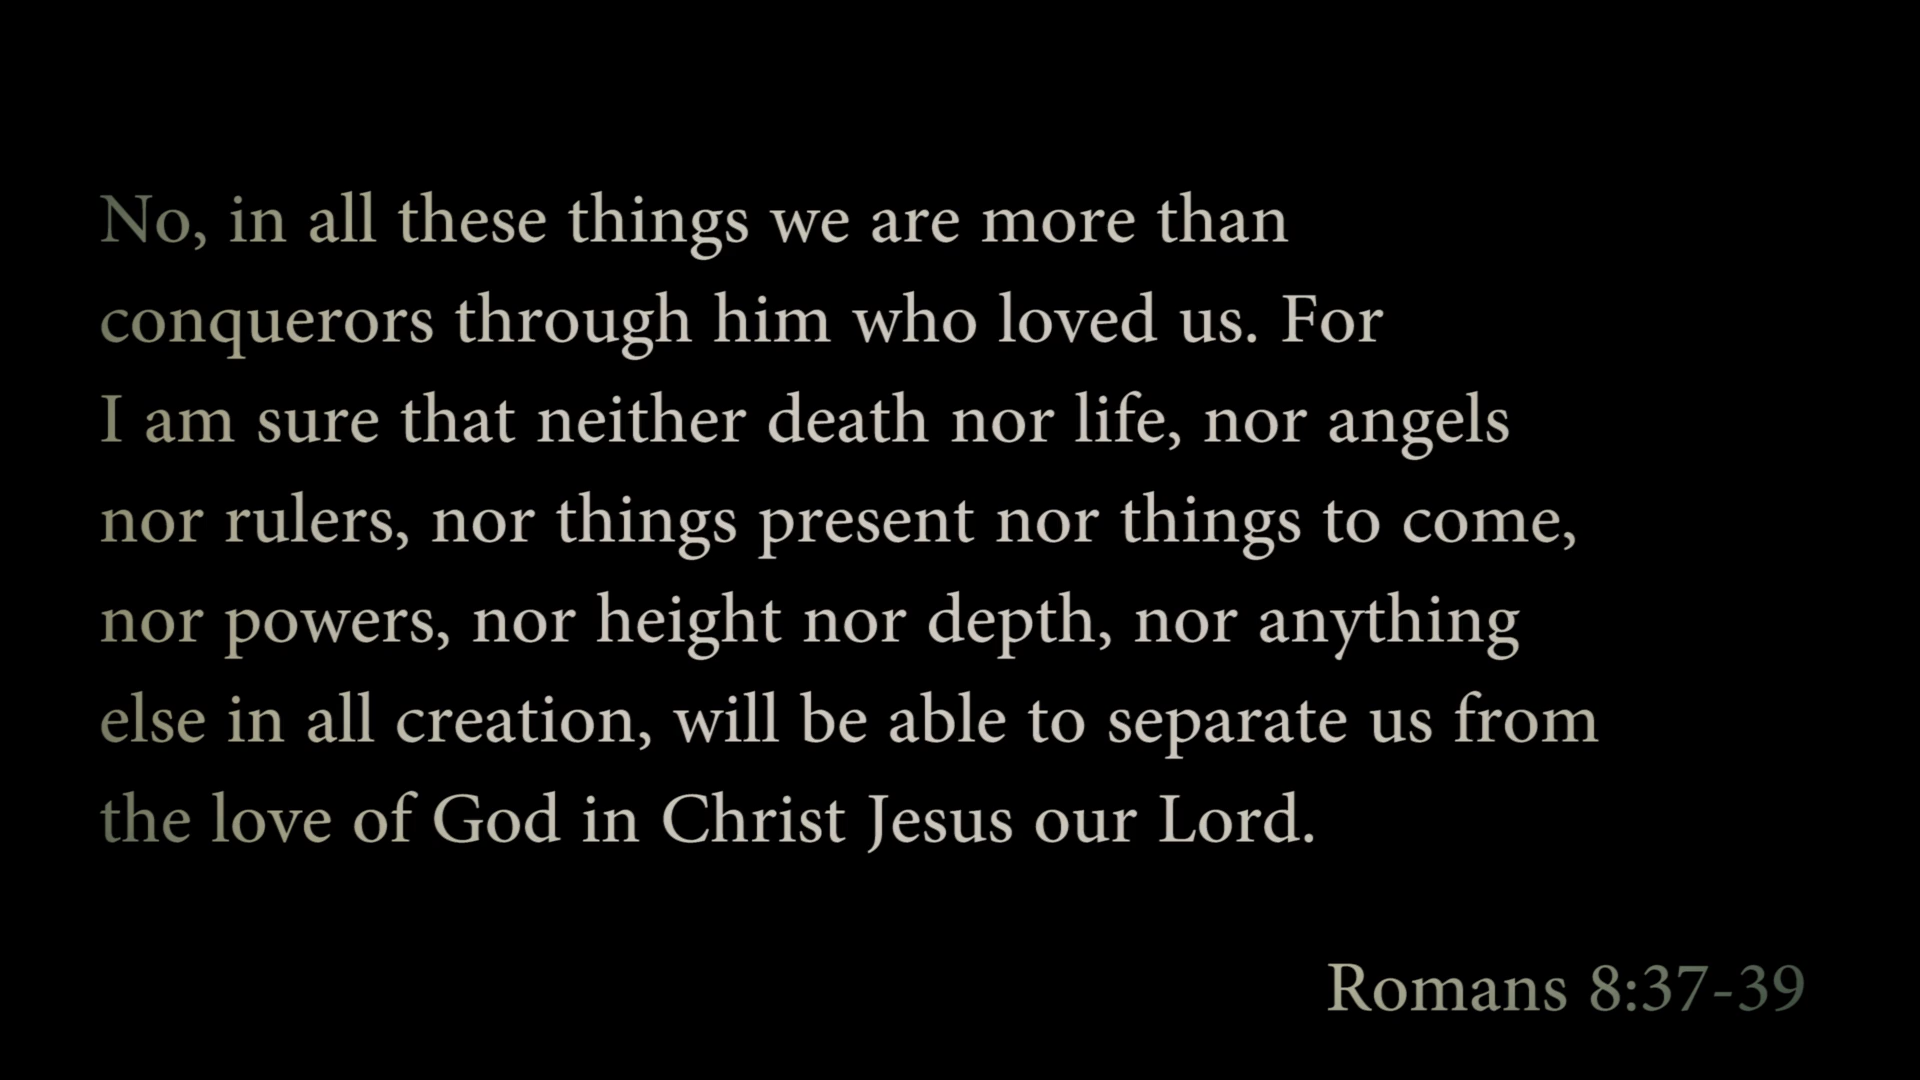 No, in all these things we are more than
conquerors through him who loved us. For
I am sure that neither death nor life, nor angels
nor rulers, nor things present nor things to come,
nor powers, nor height nor depth, nor anything
else in all creation, will be able to separate us from
the love of God in Christ Jesus our Lord.
Romans 8:37-39